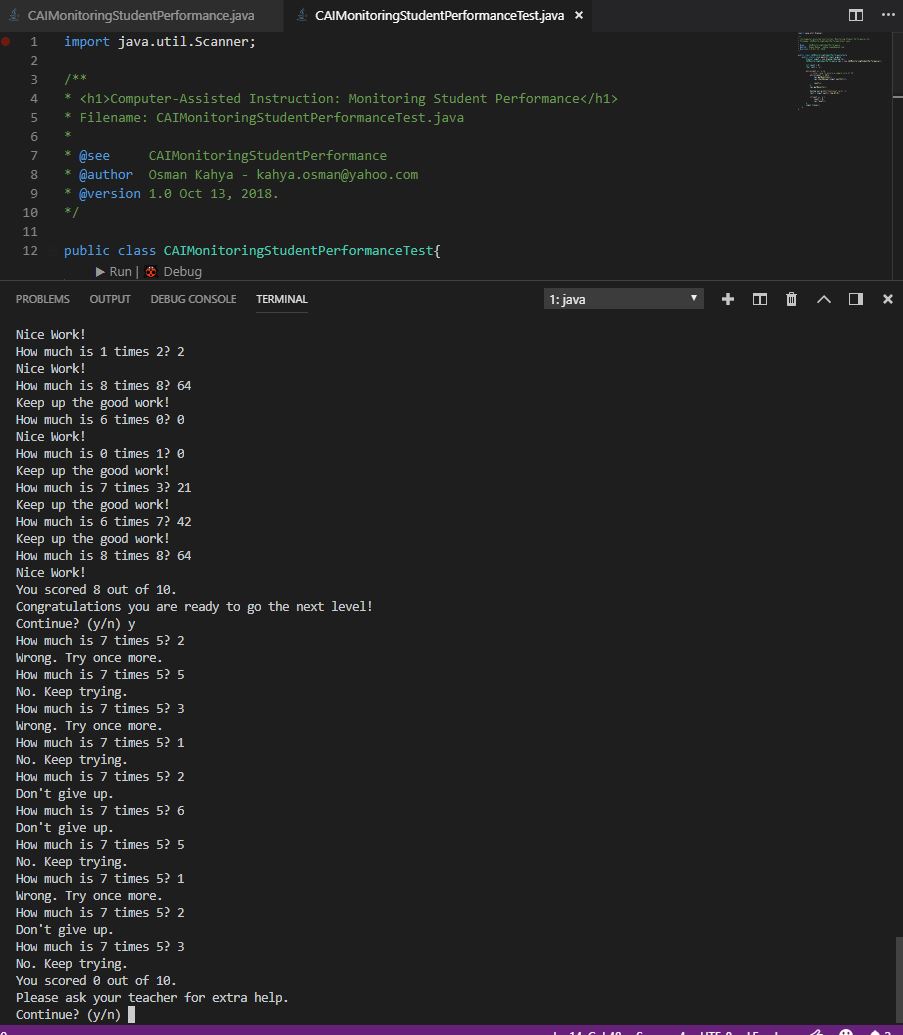 CAIMonitoringStudentPerformance.java
CAIMonitoringStudentPerformanceTest.java ×
1 import java.util.Scanner;
2
3 /**
4 * <h1>Computer-Assisted Instruction: Monitoring Student Performance</h1>
5 * Filename: CAIMonitoringStudentPerformanceTest.java
6 *
7 * @see CAIMonitoringStudentPerformance
8 * @author Osman Kahya - kahya.osman@yahoo.com
9 * @version 1.0 Oct 13, 2018.
10 */
11
12 public class CAIMonitoringStudentPerformanceTest{
Run | Debug
PROBLEMS OUTPUT DEBUG CONSOLE TERMINAL 1: java
Nice Work!
How much is 1 times 2? 2
Nice Work!
How much is 8 times 8? 64
Keep up the good work!
How much is 6 times 0? 0
Nice Work!
How much is 0 times 1? 0
Keep up the good work!
How much is 7 times 3? 21
Keep up the good work!
How much is 6 times 7? 42
Keep up the good work!
How much is 8 times 8? 64
Nice Work!
You scored 8 out of 10.
Congratulations you are ready to go the next level!
Continue? (y/n) y
How much is 7 times 5? 2
Wrong. Try once more.
How much is 7 times 5? 5
No. Keep trying.
How much is 7 times 5? 3
Wrong. Try once more.
How much is 7 times 5? 1
No. Keep trying.
How much is 7 times 5? 2
Don't give up.
How much is 7 times 5? 6
Don't give up.
How much is 7 times 5? 5
No. Keep trying.
How much is 7 times 5? 1
Wrong. Try once more.
How much is 7 times 5? 2
Don't give up.
How much is 7 times 5? 3
No. Keep trying.
You scored 0 out of 10.
Please ask your teacher for extra help.
Continue? (y/n)